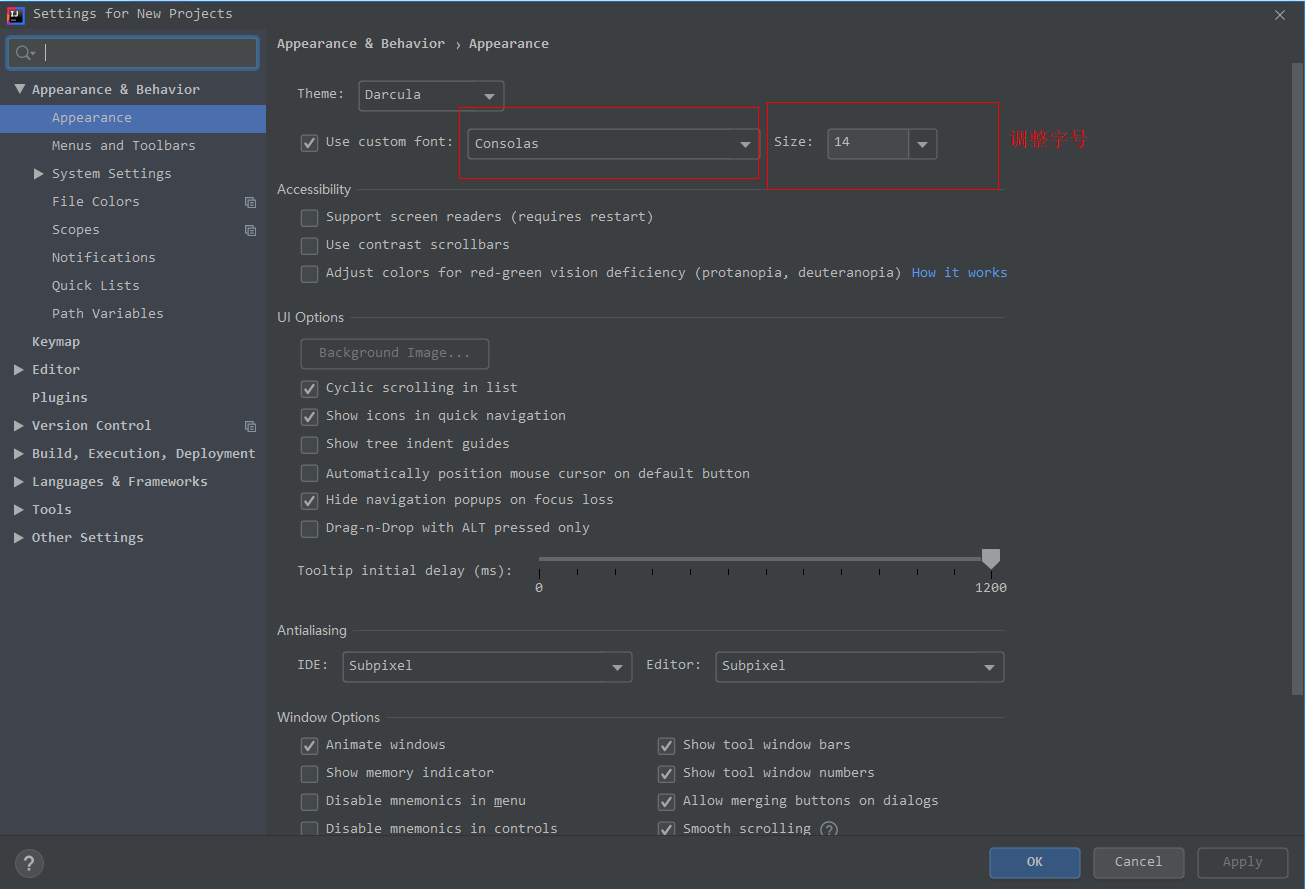 Settings for New Projects
Appearance & Behavior
Appearance
Menus and Toolbars
System Settings
File Colors
Scopes
Notifications
Quick Lists
Path Variables
Keymap
Editor
Plugins
Version Control
Build, Execution, Deployment
Languages & Frameworks
Tools
Other Settings
Appearance & Behavior › Appearance
Theme: Darcula
Use custom font: Consolas Size: 14 调整字号
Accessibility
Support screen readers (requires restart)
Use contrast scrollbars
Adjust colors for red-green vision deficiency (protanopia, deuteranopia) How it works
UI Options
Background Image...
Cyclic scrolling in list
Show icons in quick navigation
Show tree indent guides
Automatically position mouse cursor on default button
Hide navigation popups on focus loss
Drag-n-Drop with ALT pressed only
Tooltip initial delay (ms):
0 1200
Antialiasing
IDE: Subpixel Editor: Subpixel
Window Options
Animate windows Show tool window bars
Show memory indicator Show tool window numbers
Disable mnemonics in menu Allow merging buttons on dialogs
Disable mnemonics in controls Smooth scrolling ?
? OK Cancel Apply